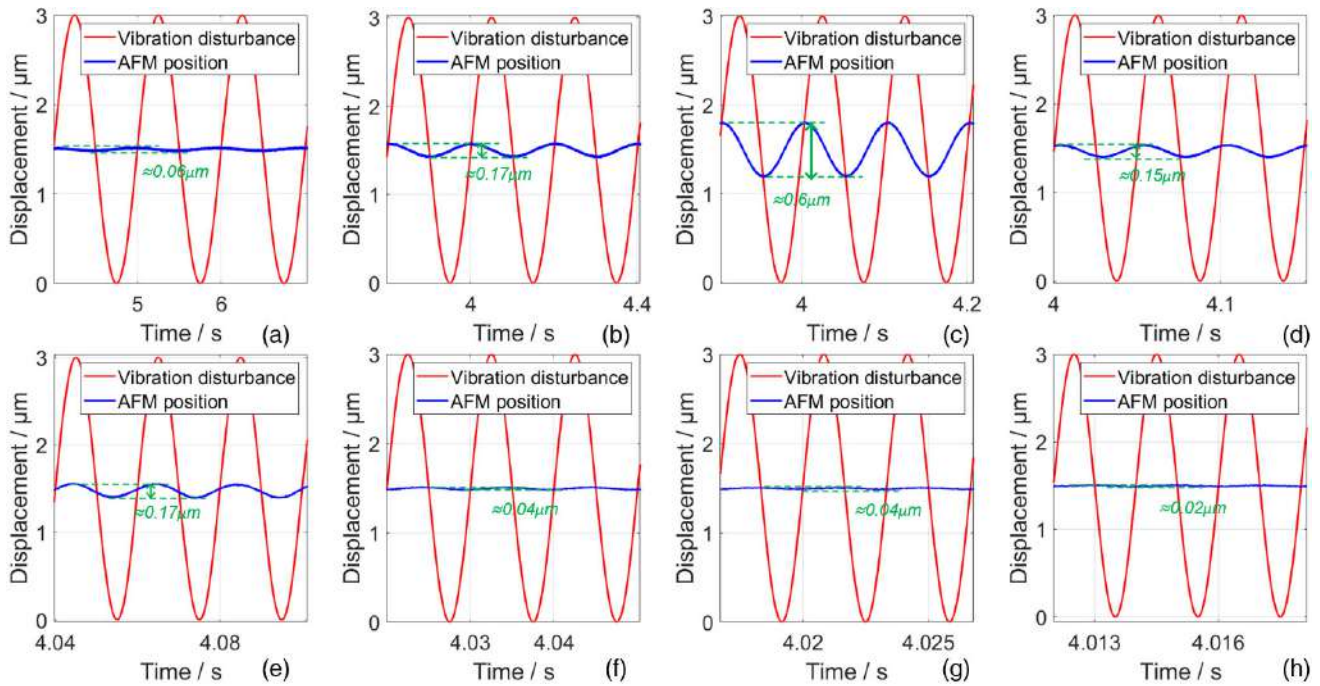 3
2
1
0
Displacement / μm
Vibration disturbance
AFM position
≈0.06μm
5 6
Time / s (a)
3
2
1
0
Displacement / μm
Vibration disturbance
AFM position
≈0.17μm
4 4.4
Time / s (b)
3
2
1
0
Displacement / μm
Vibration disturbance
AFM position
≈0.6μm
4 4.2
Time / s (c)
3
2
1
0
Displacement / μm
Vibration disturbance
AFM position
≈0.15μm
4 4.1
Time / s (d)
3
2
1
0
Displacement / μm
Vibration disturbance
AFM position
≈0.17μm
4.04 4.08
Time / s (e)
3
2
1
0
Displacement / μm
Vibration disturbance
AFM position
≈0.04μm
4.03 4.04
Time / s (f)
3
2
1
0
Displacement / μm
Vibration disturbance
AFM position
≈0.04μm
4.02 4.025
Time / s (g)
3
2
1
0
Displacement / μm
Vibration disturbance
AFM position
≈0.02μm
4.013 4.016
Time / s (h)